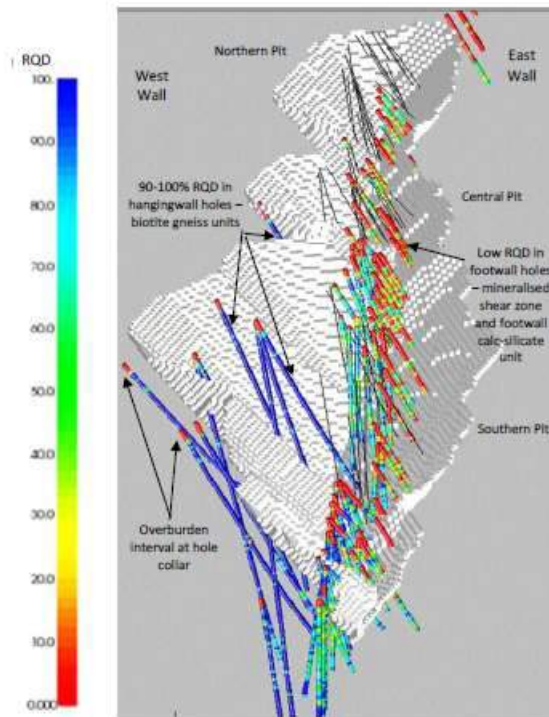 RQD
100.
90.0
80.0
70.0
60.0
50.0
40.0
30.0
20.0
10.0
0.000
Northern Pit
West
Wall
East
Wall
90-100% RQD in
hangingwall holes –
biotite gneiss units
Central Pit
Low RQD in
footwall holes
– mineralised
shear zone
and footwall
calc-silicate
unit
Southern Pit
Overburden
interval at hole
collar